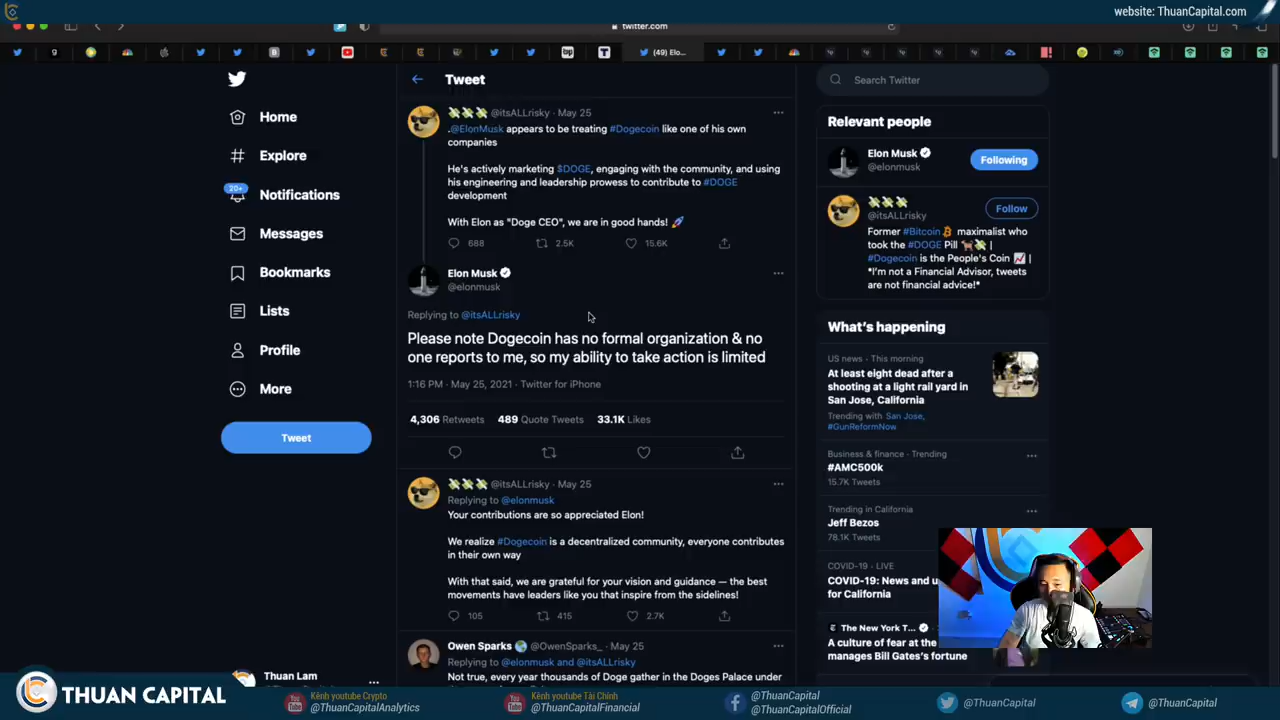 website: ThuanCapital.com
twitter.com
(49) Elo...
Home
Explore
20+
Notifications
Messages
Bookmarks
Lists
Profile
More
Tweet
Thuan Lam
Tweet
@itsALLrisky · May 25
.@ElonMusk appears to be treating #Dogecoin like one of his own
companies
He's actively marketing $DOGE, engaging with the community, and using
his engineering and leadership prowess to contribute to #DOGE
development
With Elon as "Doge CEO", we are in good hands! 🚀
688 2.5K 15.6K
Elon Musk
@elonmusk
Replying to @itsALLrisky
Please note Dogecoin has no formal organization & no
one reports to me, so my ability to take action is limited
1:16 PM · May 25, 2021 · Twitter for iPhone
4,306 Retweets 489 Quote Tweets 33.1K Likes
@itsALLrisky · May 25
Replying to @elonmusk
Your contributions are so appreciated Elon!
We realize #Dogecoin is a decentralized community, everyone contributes
in their own way
With that said, we are grateful for your vision and guidance — the best
movements have leaders like you that inspire from the sidelines!
105 415 2.7K
Owen Sparks @OwenSparks_ · May 25
Replying to @elonmusk and @itsALLrisky
Not true, every year thousands of Doge gather in the Doges Palace under
Search Twitter
Relevant people
Elon Musk
@elonmusk
Following
@itsALLrisky
Follow
Former #Bitcoin maximalist who
took the #DOGE Pill |
#Dogecoin is the People's Coin |
*I'm not a Financial Advisor, tweets
are not financial advice!*
What's happening
US news · This morning
At least eight dead after a
shooting at a light rail yard in
San Jose, California
Trending with San Jose,
#GunReformNow
Business & finance · Trending
#AMC500k
15.7K Tweets
Trending in California
Jeff Bezos
78.1K Tweets
COVID-19 · LIVE
COVID-19: News and
for California
The New York T...
A culture of fear at the
manages Bill Gates's fortune
THUAN CAPITAL
Kênh youtube Crypto
@ThuanCapitalAnalytics
Kênh youtube Tài Chính
@ThuanCapitalFinancial
@ThuanCapital
@ThuanCapitalOfficial
@ThuanCapital
@ThuanCapital